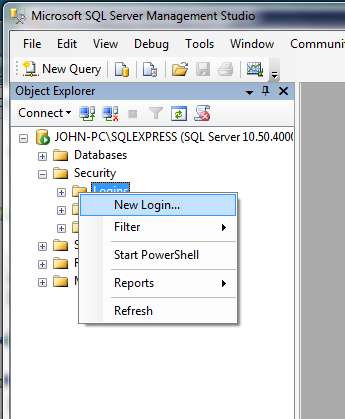 Microsoft SQL Server Management Studio
File Edit View Debug Tools Window Communi
New Query
Object Explorer
Connect
JOHN-PC\SQLEXPRESS (SQL Server 10.50.4000
Databases
Security
Logins
New Login...
Filter
Start PowerShell
Reports
Refresh